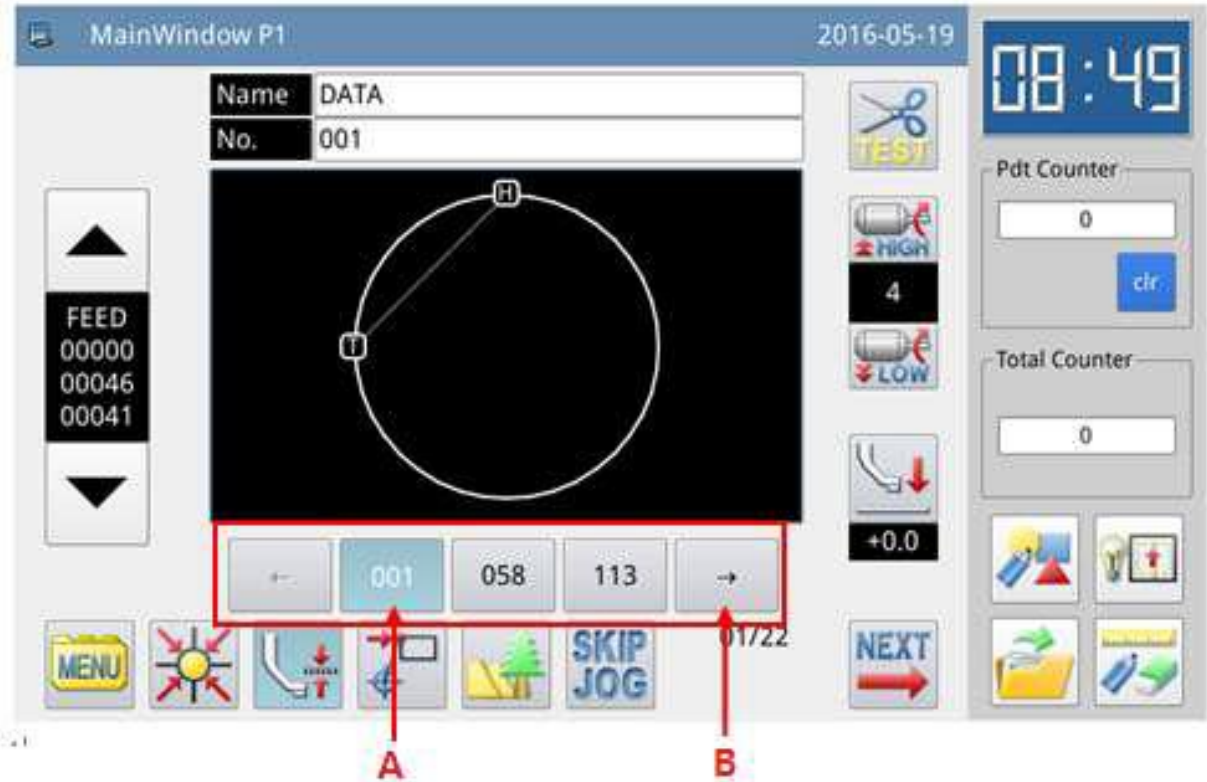 MainWindow P1 2016-05-19
08:49
Name DATA
No. 001
TEST
Pdt Counter
0
clr
H
T
HIGH
4
LOW
FEED
00000
00046
00041
Total Counter
0
+0.0
← 001 058 113 →
01/22
MENU
SKIP
JOG
NEXT
A
B